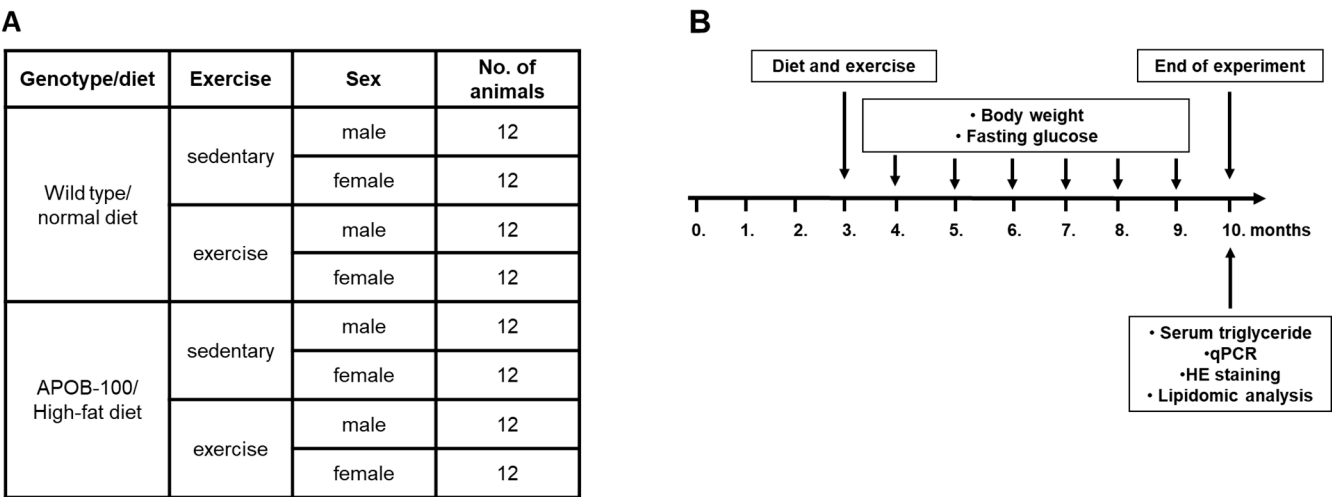 A
Genotype/diet Exercise Sex No. of
animals
Wild type/
normal diet
sedentary
male 12
female 12
exercise
male 12
female 12
APOB-100/
High-fat diet
sedentary
male 12
female 12
exercise
male 12
female 12
B
Diet and exercise
End of experiment
• Body weight
• Fasting glucose
0. 1. 2. 3. 4. 5. 6. 7. 8. 9. 10. months
• Serum triglyceride
•qPCR
•HE staining
• Lipidomic analysis